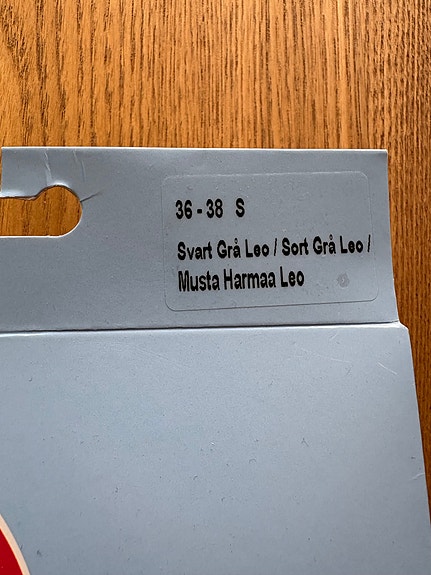 36 - 38 S
Svart Grå Leo / Sort Grå Leo /
Musta Harmaa Leo